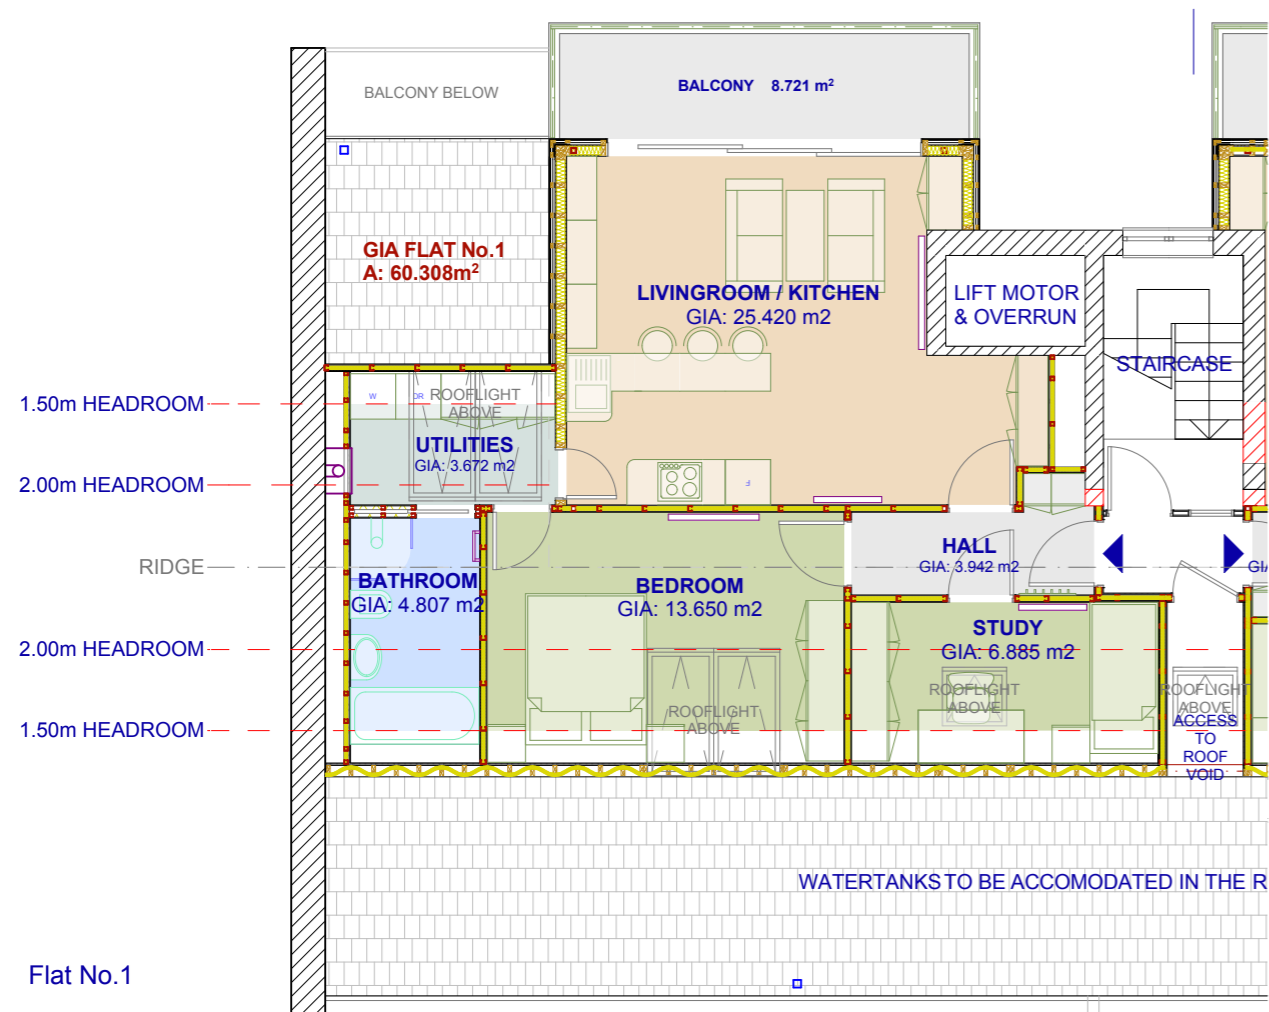 BALCONY BELOW
BALCONY 8.721 m²
GIA FLAT No.1
A: 60.308m²
LIVINGROOM / KITCHEN
GIA: 25.420 m2
LIFT MOTOR
& OVERRUN
STAIRCASE
1.50m HEADROOM
W
DR
ROOFLIGHT
ABOVE
UTILITIES
GIA: 3.672 m2
2.00m HEADROOM
F
RIDGE
BATHROOM
GIA: 4.807 m2
BEDROOM
GIA: 13.650 m2
HALL
GIA: 3.942 m2
GIA
STUDY
GIA: 6.885 m2
2.00m HEADROOM
ROOFLIGHT
ABOVE
ROOFLIGHT
ABOVE
ROOFLIGHT
ABOVE
ACCESS
TO
ROOF
VOID
1.50m HEADROOM
WATERTANKS TO BE ACCOMODATED IN THE R
Flat No.1